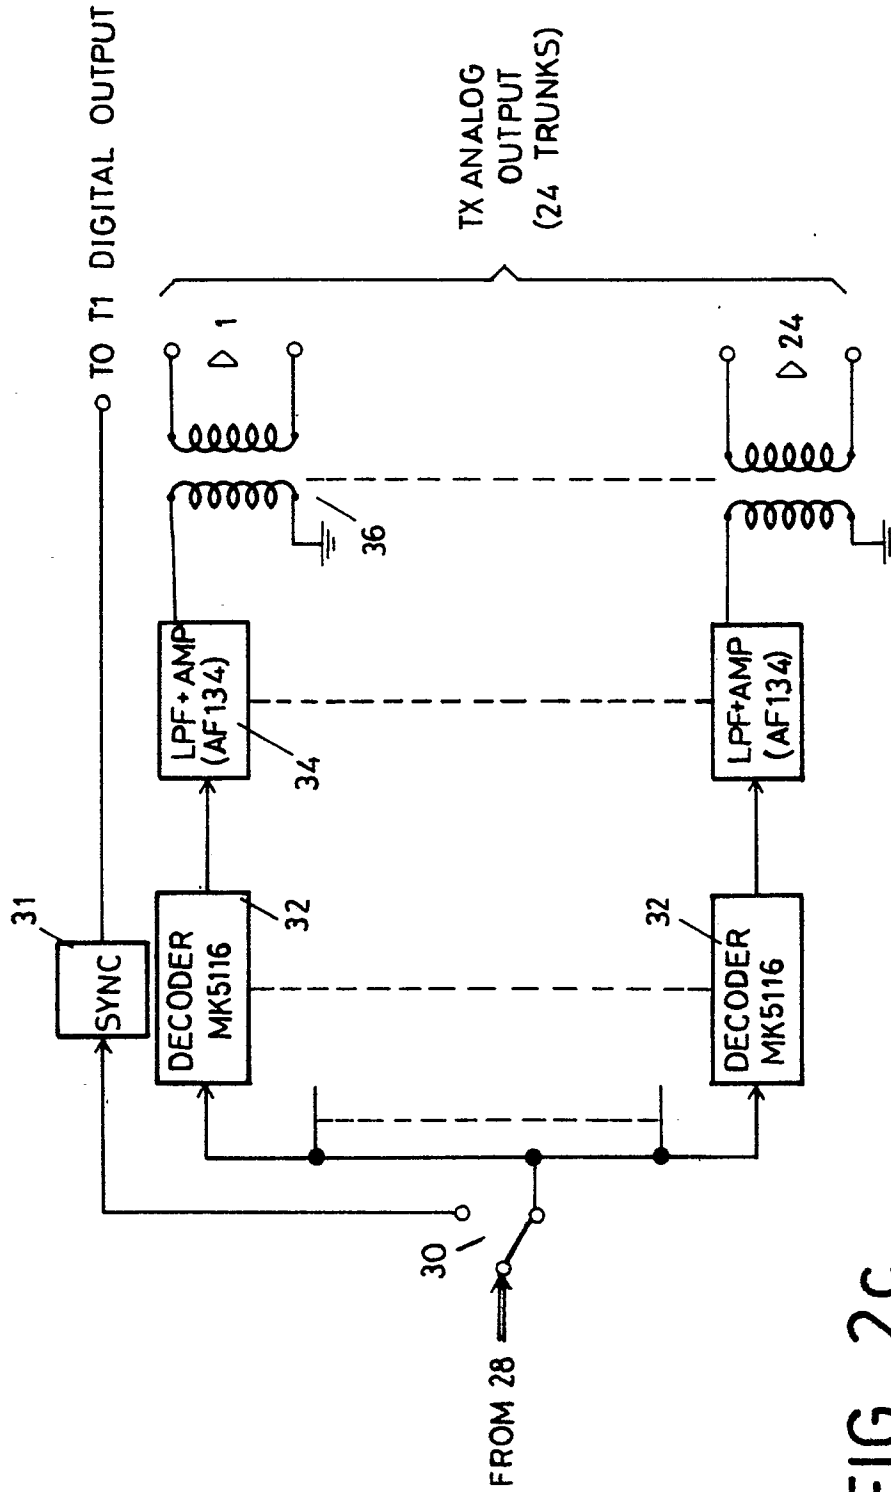 TO T1 DIGITAL OUTPUT
31
SYNC
DECODER
MK5116
32
LPF+AMP
(AF134)
34
36
1
TX ANALOG
OUTPUT
(24 TRUNKS)
30
FROM 28
DECODER
MK5116
32
LPF+AMP
(AF134)
24
FIG. 2C